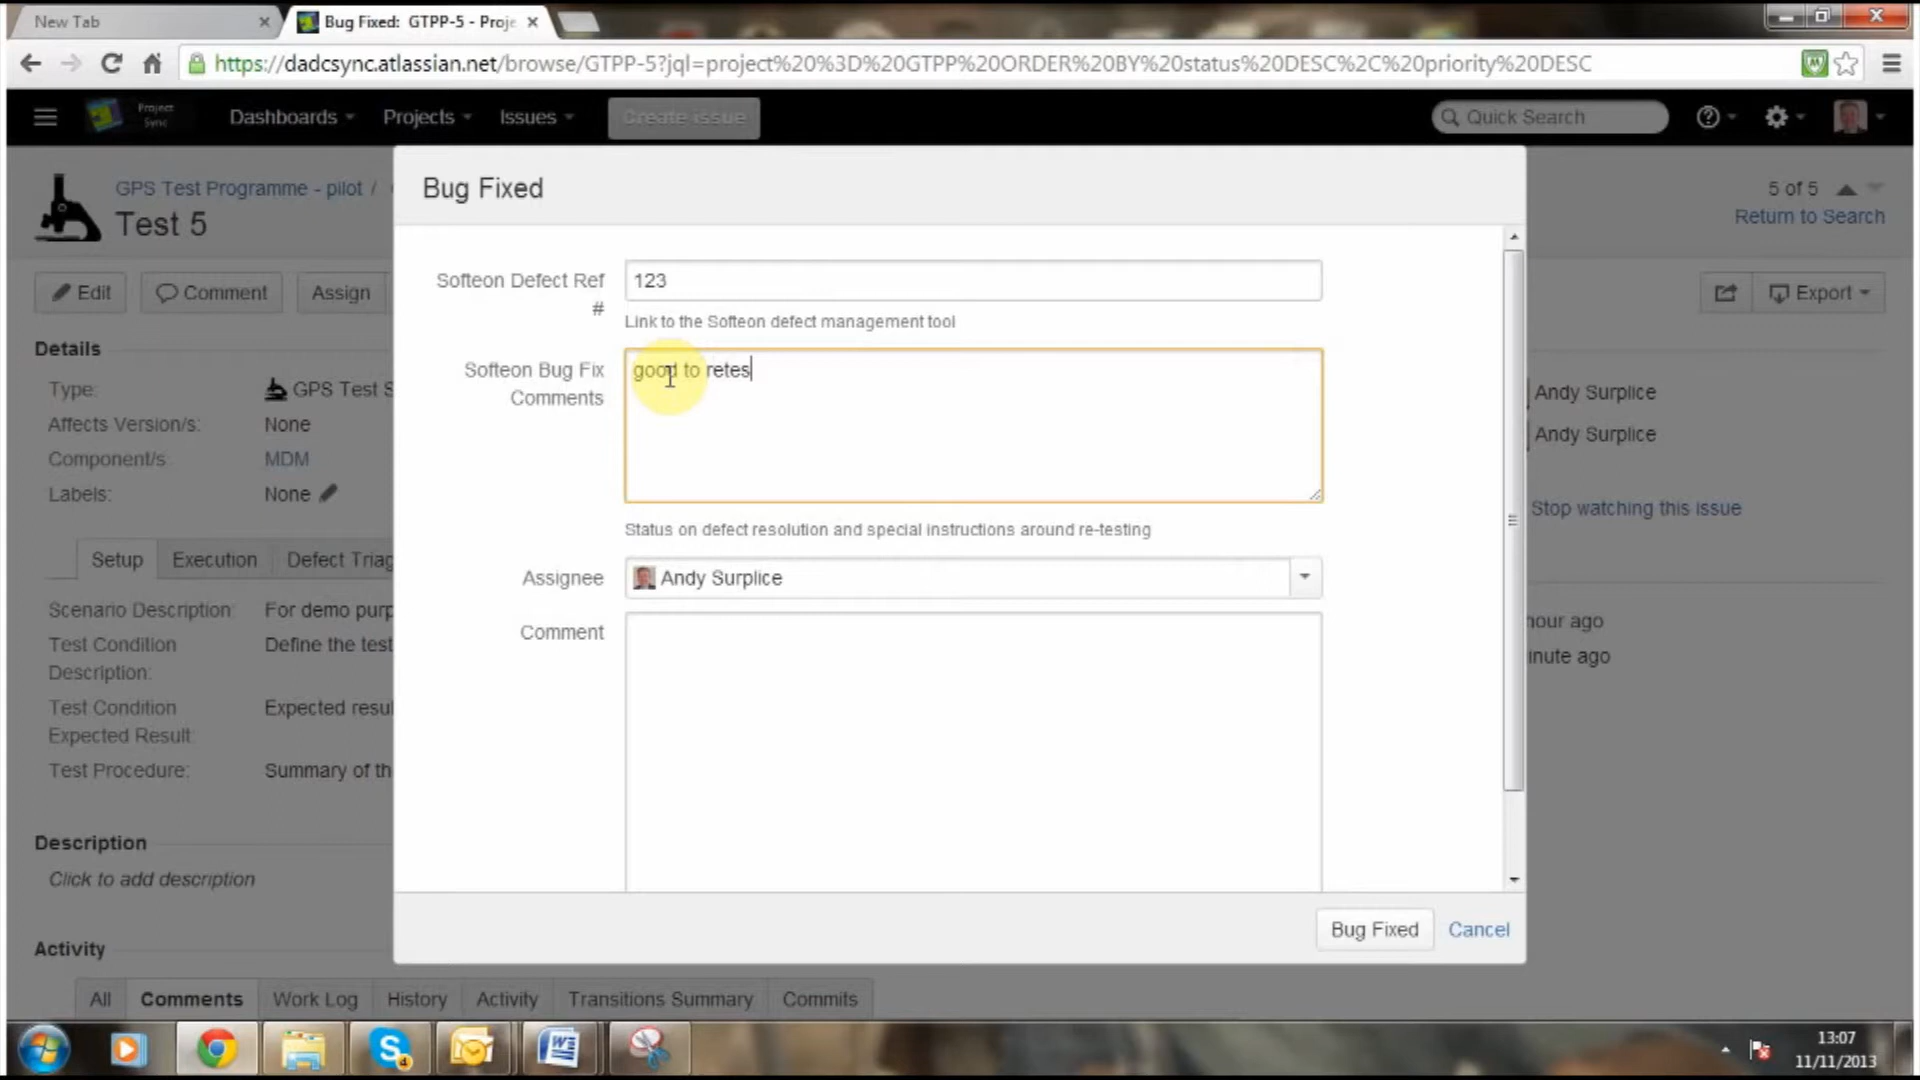 New Tab
Bug Fixed: GTPP-5 - Proje
https://dadcsync.atlassian.net/browse/GTPP-5?jql=project%20%3D%20GTPP%20ORDER%20BY%20status%20DESC%2C%20priority%20DESC
Project Sync
Dashboards
Projects
Issues
Create issue
Quick Search
GPS Test Programme - pilot /
Test 5
5 of 5
Return to Search
Edit
Comment
Assign
Export
Bug Fixed
Softeon Defect Ref #
123
Link to the Softeon defect management tool
Softeon Bug Fix Comments
good to retes
Status on defect resolution and special instructions around re-testing
Assignee
Andy Surplice
Comment
Bug Fixed
Cancel
Details
Type: GPS Test S
Affects Version/s: None
Component/s: MDM
Labels: None
Andy Surplice
Andy Surplice
Stop watching this issue
Setup
Execution
Defect Triag
Scenario Description: For demo purp
Test Condition Description: Define the test
Test Condition Expected Result: Expected resul
Test Procedure: Summary of th
hour ago
inute ago
Description
Click to add description
Activity
All
Comments
Work Log
History
Activity
Transitions Summary
Commits
13:07
11/11/2013